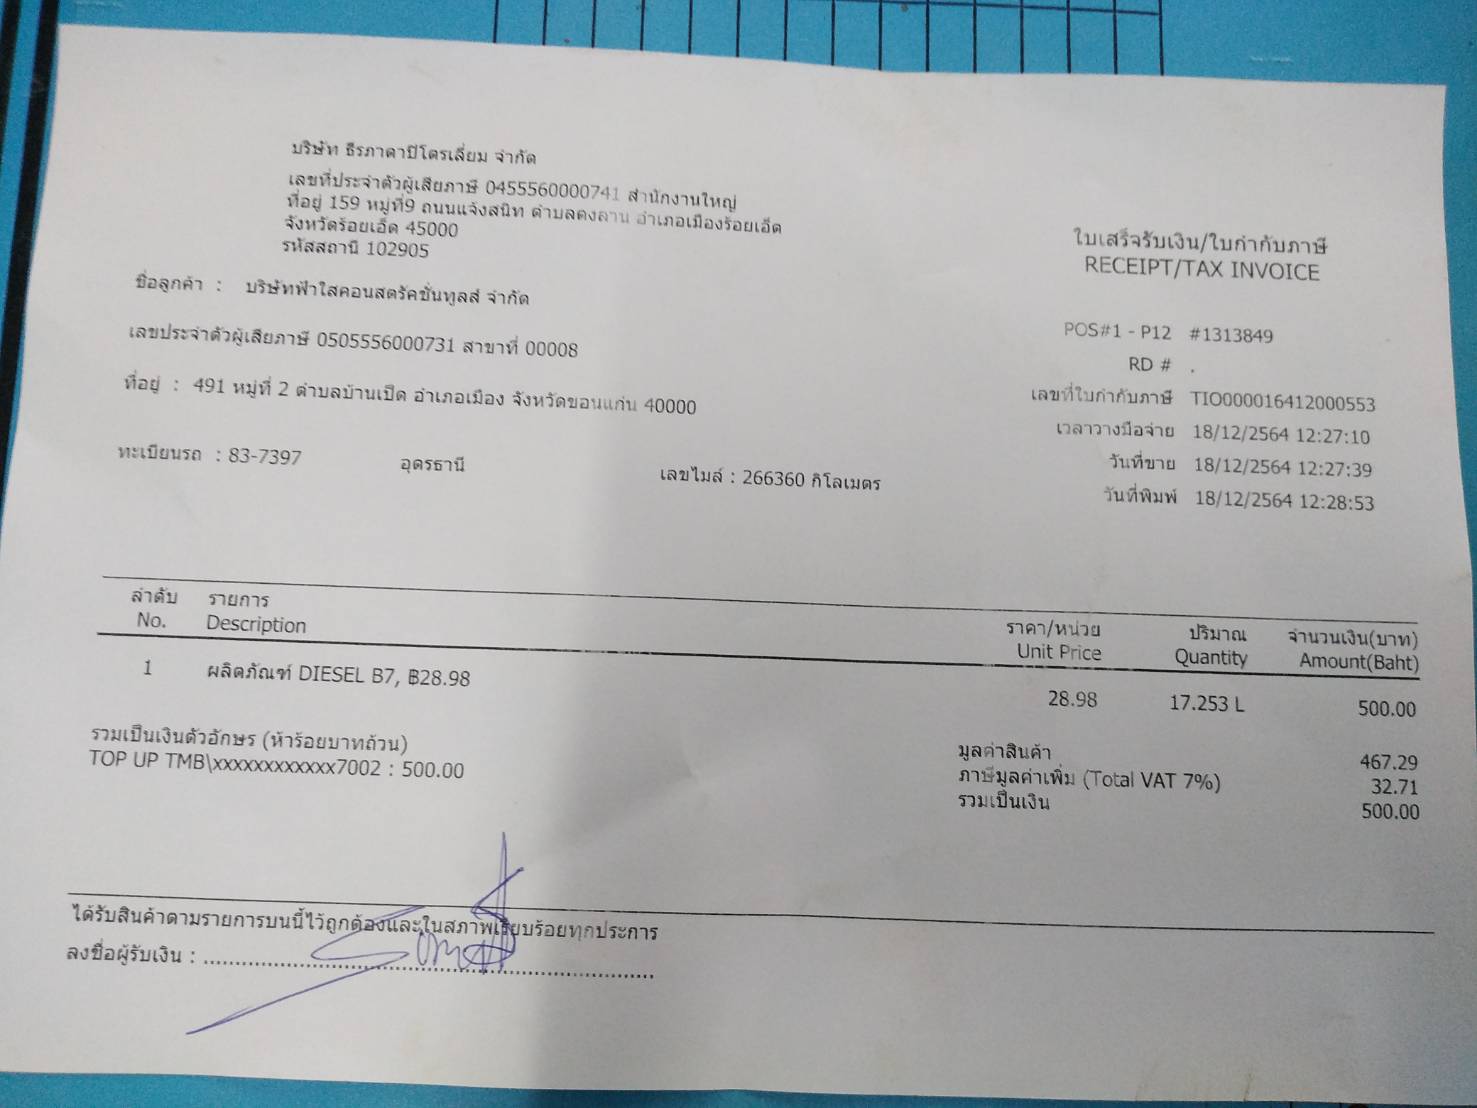 บริษัท ธีรภาดาปิโตรเลี่ยม จำกัด
เลขที่ประจำตัวผู้เสียภาษี 0455560000741 สำนักงานใหญ่
ที่อยู่ 159 หมู่ที่9 ถนนแจ้งสนิท ตำบลดงลาน อำเภอเมืองร้อยเอ็ด
จังหวัดร้อยเอ็ด 45000
รหัสสถานี 102905
ใบเสร็จรับเงิน/ใบกำกับภาษี
RECEIPT/TAX INVOICE
ชื่อลูกค้า : บริษัทฟ้าใสคอนสตรัคชั่นทูลส์ จำกัด
เลขประจำตัวผู้เสียภาษี 0505556000731 สาขาที่ 00008
ที่อยู่ : 491 หมู่ที่ 2 ตำบลบ้านเป็ด อำเภอเมือง จังหวัดขอนแก่น 40000
ทะเบียนรถ : 83-7397 อุดรธานี เลขไมล์ : 266360 กิโลเมตร
POS#1 - P12 #1313849
RD # .
เลขที่ใบกำกับภาษี TIO000016412000553
เวลาวางมือจ่าย 18/12/2564 12:27:10
วันที่ขาย 18/12/2564 12:27:39
วันที่พิมพ์ 18/12/2564 12:28:53
ลำดับ รายการ ราคา/หน่วย ปริมาณ จำนวนเงิน(บาท)
No. Description Unit Price Quantity Amount(Baht)
1 ผลิตภัณฑ์ DIESEL B7, ฿28.98 28.98 17.253 L 500.00
รวมเป็นเงินตัวอักษร (ห้าร้อยบาทถ้วน)
TOP UP TMB\xxxxxxxxxxxx7002 : 500.00
มูลค่าสินค้า 467.29
ภาษีมูลค่าเพิ่ม (Total VAT 7%) 32.71
รวมเป็นเงิน 500.00
ได้รับสินค้าตามรายการบนนี้ไว้ถูกต้องและในสภาพเรียบร้อยทุกประการ
ลงชื่อผู้รับเงิน : ............................................................